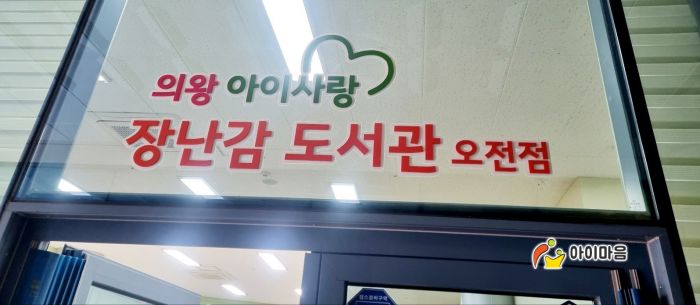 의왕 아이사랑
장난감 도서관 오전점
아이마음